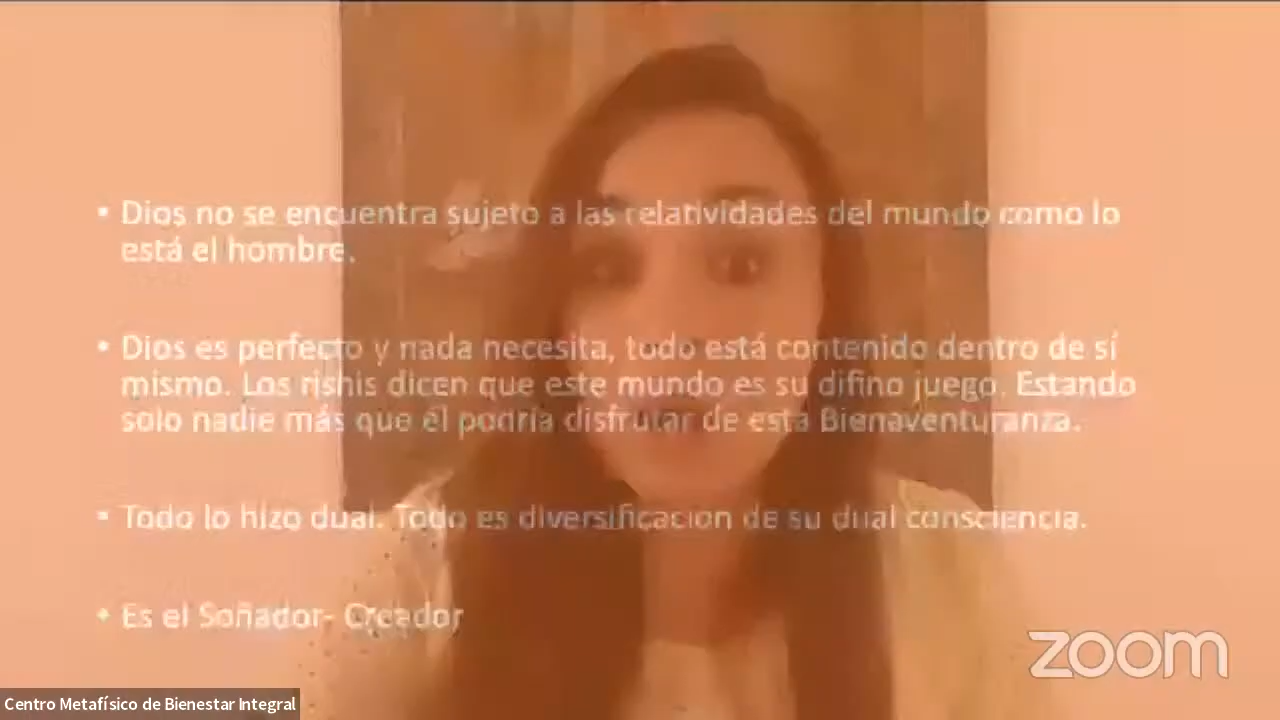 • Dios no se encuentra sujeto a las relatividades del mundo como lo
está el hombre.
• Dios es perfecto y nada necesita, todo está contenido dentro de sí
mismo. Los rishis dicen que este mundo es su difino juego. Estando
solo nadie más que él podría disfrutar de esta Bienaventuranza.
• Todo lo hizo dual. Todo es diversificación de su dual consciencia.
• Es el Soñador- Creador
zoom
Centro Metafísico de Bienestar Integral